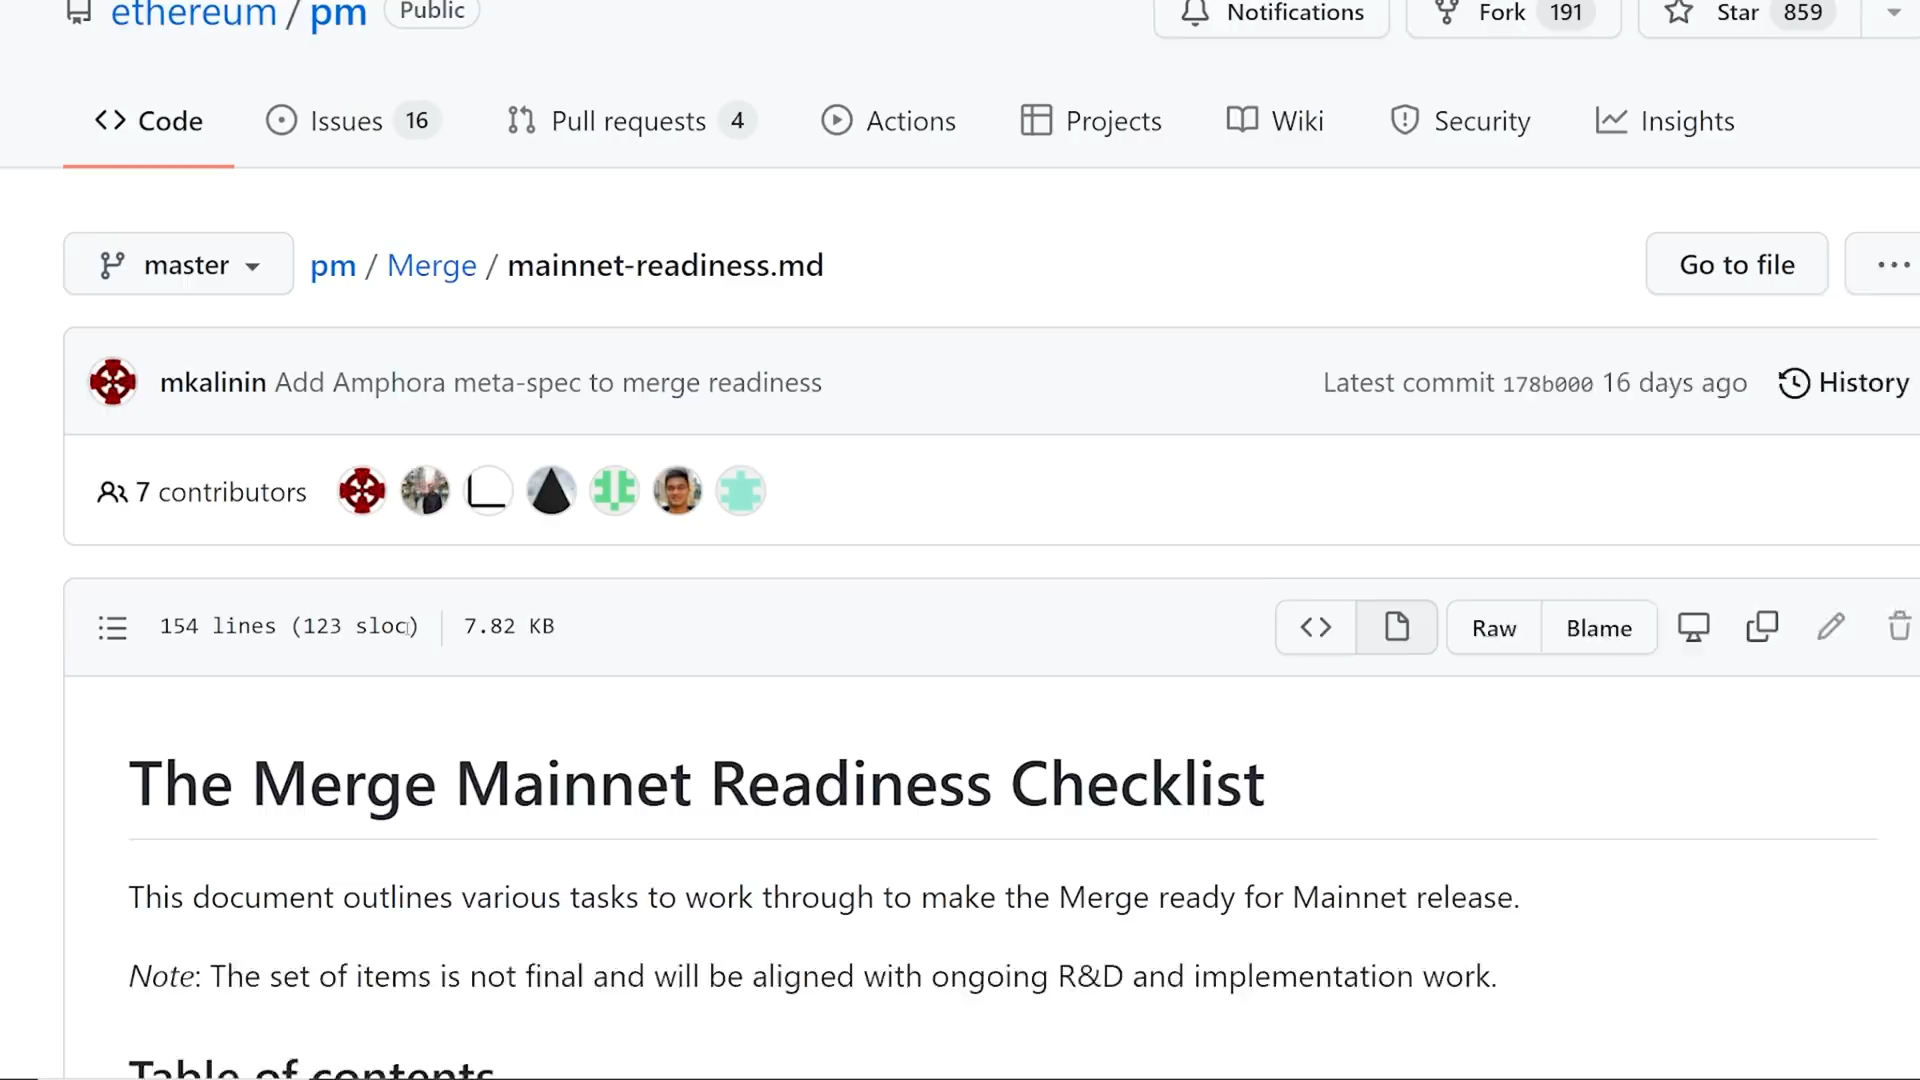 ethereum / pm Public Notifications Fork 191 Star 859
Code Issues 16 Pull requests 4 Actions Projects Wiki Security Insights
master pm / Merge / mainnet-readiness.md Go to file ...
mkalinin Add Amphora meta-spec to merge readiness Latest commit 178b000 16 days ago History
7 contributors
154 lines (123 sloc) 7.82 KB <> Raw Blame
The Merge Mainnet Readiness Checklist
This document outlines various tasks to work through to make the Merge ready for Mainnet release.
Note: The set of items is not final and will be aligned with ongoing R&D and implementation work.
Table of contents